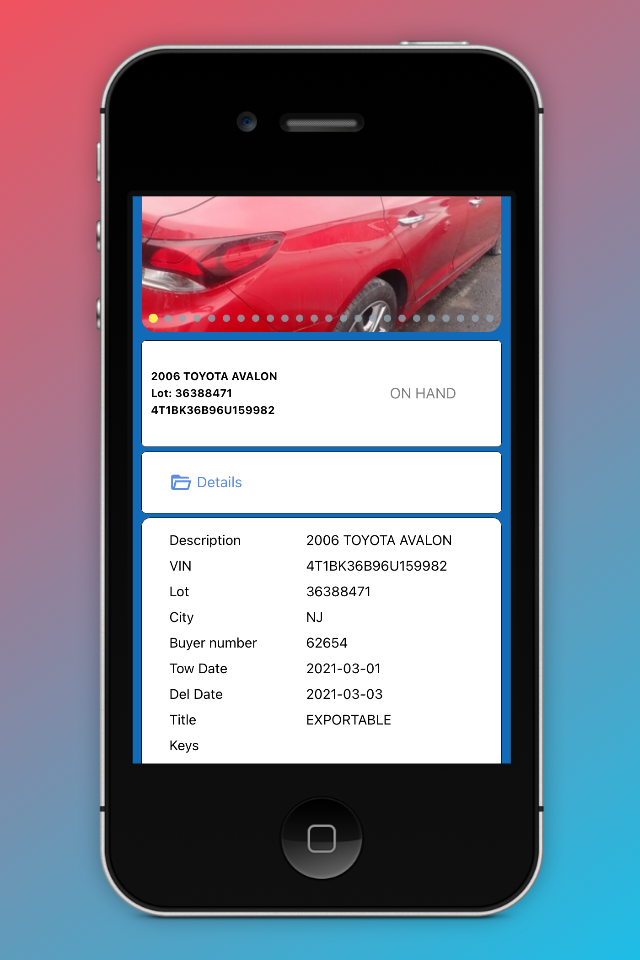 2006 TOYOTA AVALON
Lot: 36388471
4T1BK36B96U159982
ON HAND
Details
Description 2006 TOYOTA AVALON
VIN 4T1BK36B96U159982
Lot 36388471
City NJ
Buyer number 62654
Tow Date 2021-03-01
Del Date 2021-03-03
Title EXPORTABLE
Keys